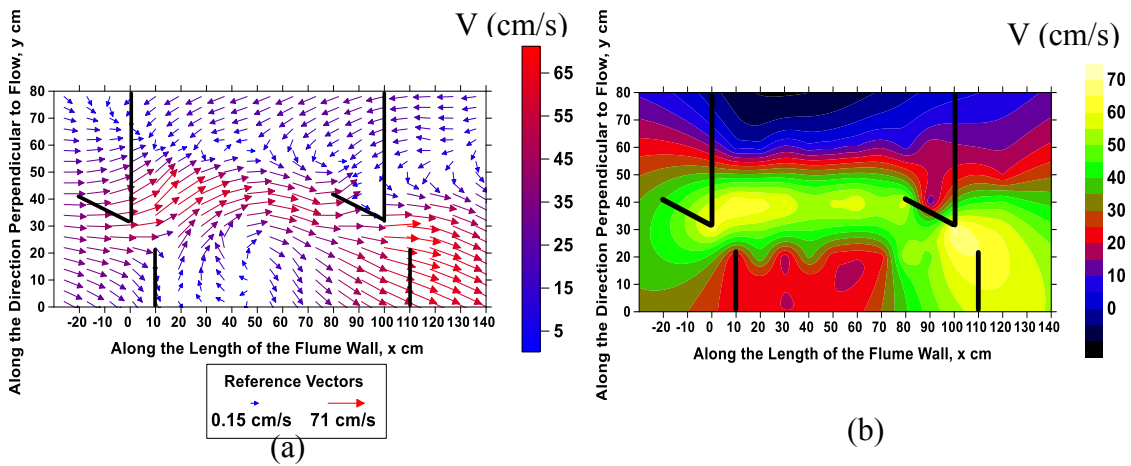 V (cm/s)
Along the Direction Perpendicular to Flow, y cm
80
70
60
50
40
30
20
10
0
-20 -10 0 10 20 30 40 50 60 70 80 90 100 110 120 130 140
Along the Length of the Flume Wall, x cm
65
55
45
35
25
15
5
Reference Vectors
0.15 cm/s 71 cm/s
(a)
V (cm/s)
Along the Direction Perpendicular to Flow, y cm
80
70
60
50
40
30
20
10
0
-20 -10 0 10 20 30 40 50 60 70 80 90 100 110 120 130 140
Along the Length of the Flume Wall, x cm
70
60
50
40
30
20
10
0
(b)